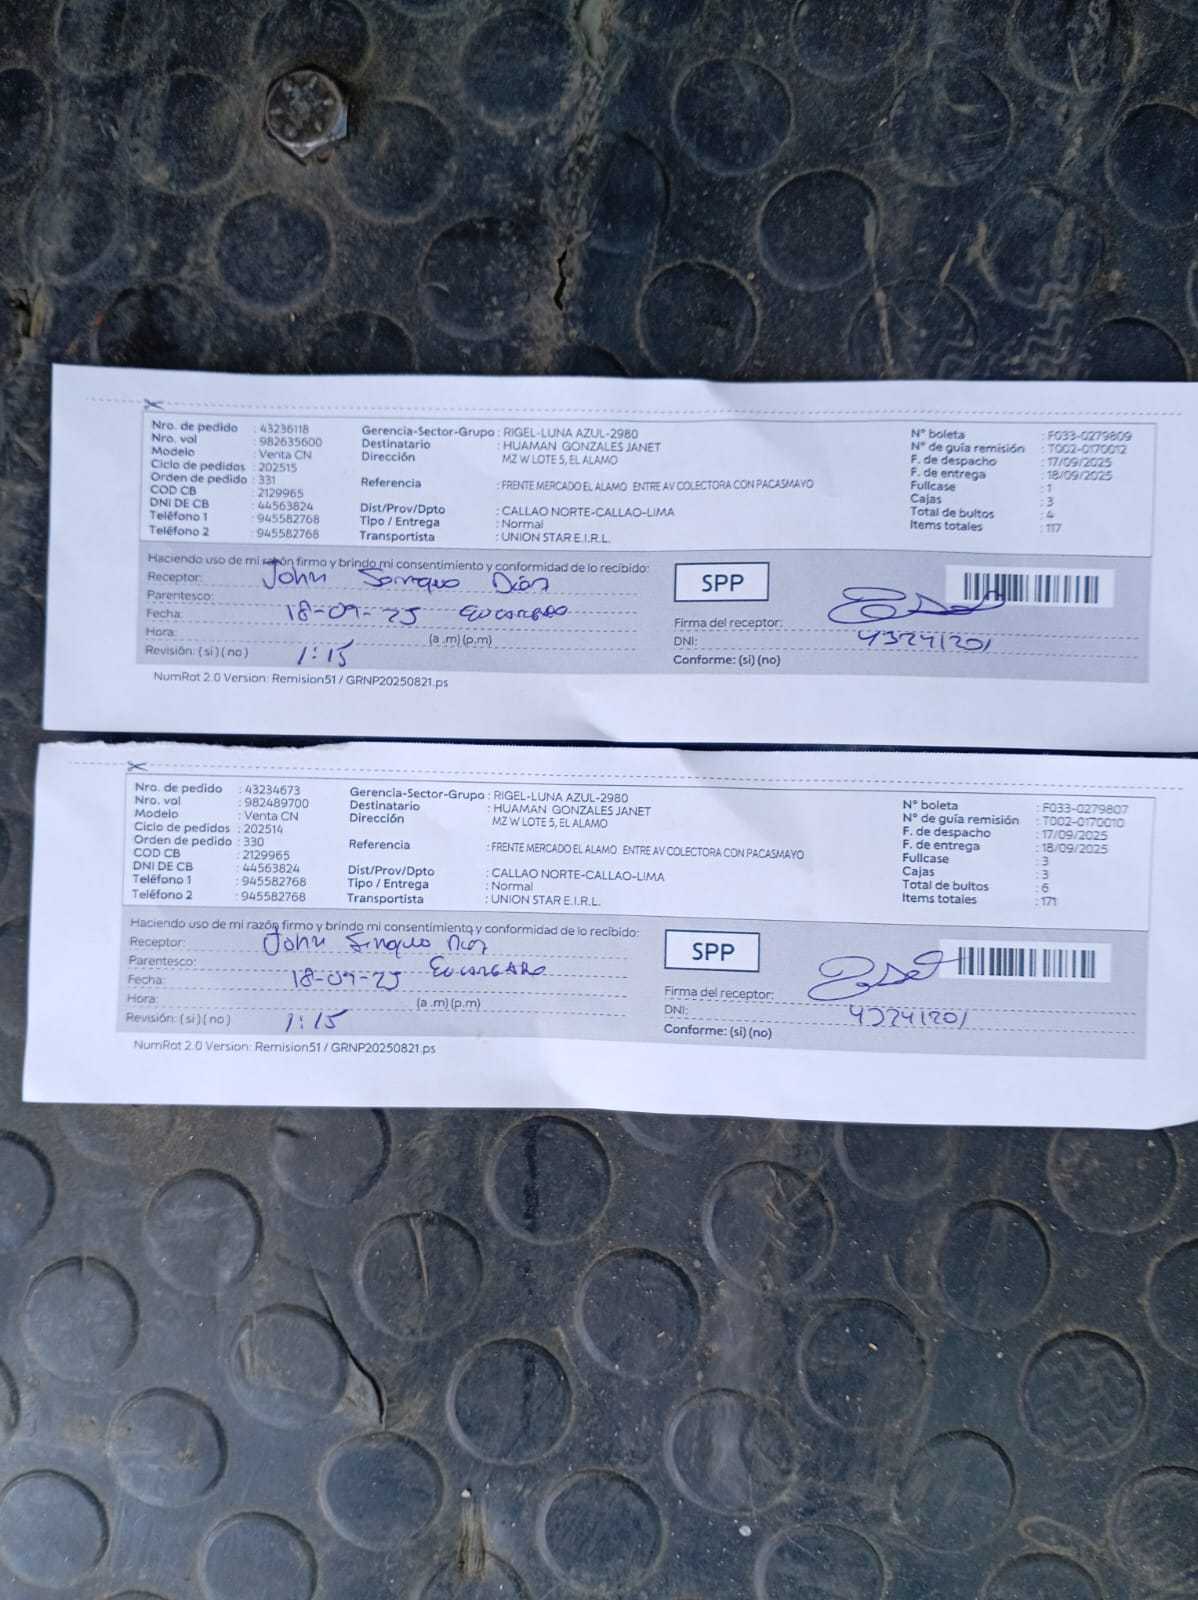 Nro. de pedido : 43236118
Nro. vol : 982635600
Modelo : Venta CN
Ciclo de pedidos : 202515
Orden de pedido : 331
COD CB : 2129965
DNI DE CB : 44563824
Teléfono 1 : 945582768
Teléfono 2 : 945582768
Gerencia-Sector-Grupo : RIGEL-LUNA AZUL-2980
Destinatario : HUAMAN GONZALES JANET
Dirección MZ W LOTE 5, EL ALAMO
Referencia : FRENTE MERCADO EL ALAMO ENTRE AV COLECTORA CON PACASMAYO
Dist/Prov/Dpto : CALLAO NORTE-CALLAO-LIMA
Tipo / Entrega : Normal
Transportista : UNION STAR E.I.R.L.
N° boleta : F033-0279809
N° de guía remisión : T002-0170012
F. de despacho : 17/09/2025
F. de entrega : 18/09/2025
Fullcase : 1
Cajas : 3
Total de bultos : 4
Items totales : 117
Haciendo uso de mi razón firmo y brindo mi consentimiento y conformidad de lo recibido:
Receptor: John Díaz
Parentesco:
Fecha: 18-09-25 Encargado
Hora: (a .m) (p.m)
Revisión: ( si ) ( no ) 1:15
SPP
Firma del receptor:
DNI: 43241201
Conforme: (si) (no)
NumRot 2.0 Version: Remision51 / GRNP20250821.ps
Nro. de pedido : 43234673
Nro. vol : 982489700
Modelo : Venta CN
Ciclo de pedidos : 202514
Orden de pedido : 330
COD CB : 2129965
DNI DE CB : 44563824
Teléfono 1 : 945582768
Teléfono 2 : 945582768
Gerencia-Sector-Grupo : RIGEL-LUNA AZUL-2980
Destinatario : HUAMAN GONZALES JANET
Dirección MZ W LOTE 5, EL ALAMO
Referencia : FRENTE MERCADO EL ALAMO ENTRE AV COLECTORA CON PACASMAYO
Dist/Prov/Dpto : CALLAO NORTE-CALLAO-LIMA
Tipo / Entrega : Normal
Transportista : UNION STAR E.I.R.L.
N° boleta : F033-0279807
N° de guía remisión : T002-0170010
F. de despacho : 17/09/2025
F. de entrega : 18/09/2025
Fullcase : 3
Cajas : 3
Total de bultos : 6
Items totales : 171
Haciendo uso de mi razón firmo y brindo mi consentimiento y conformidad de lo recibido:
Receptor: John Díaz
Parentesco: Encargado
Fecha: 18-09-25
Hora: (a .m) (p.m)
Revisión: ( si ) ( no ) 1:15
SPP
Firma del receptor:
DNI: 43241201
Conforme: (si) (no)
NumRot 2.0 Version: Remision51 / GRNP20250821.ps